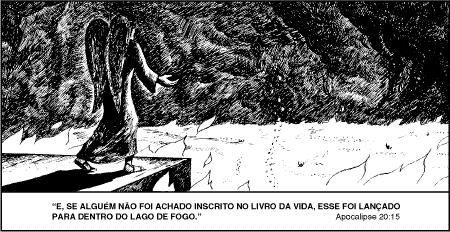 “E, SE ALGUÉM NÃO FOI ACHADO INSCRITO NO LIVRO DA VIDA, ESSE FOI LANÇADO
PARA DENTRO DO LAGO DE FOGO.” Apocalipse 20:15